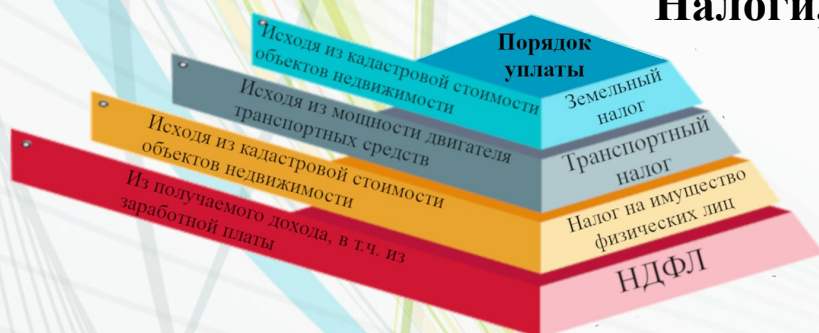 Налоги,
Порядок
уплаты
Исходя из кадастровой стоимости
объектов недвижимости
Земельный
налог
Исходя из мощности двигателя
транспортных средств
Транспортный
налог
Исходя из кадастровой стоимости
объектов недвижимости
Налог на имущество
физических лиц
Из получаемого дохода, в т.ч. из
заработной платы
НДФЛ